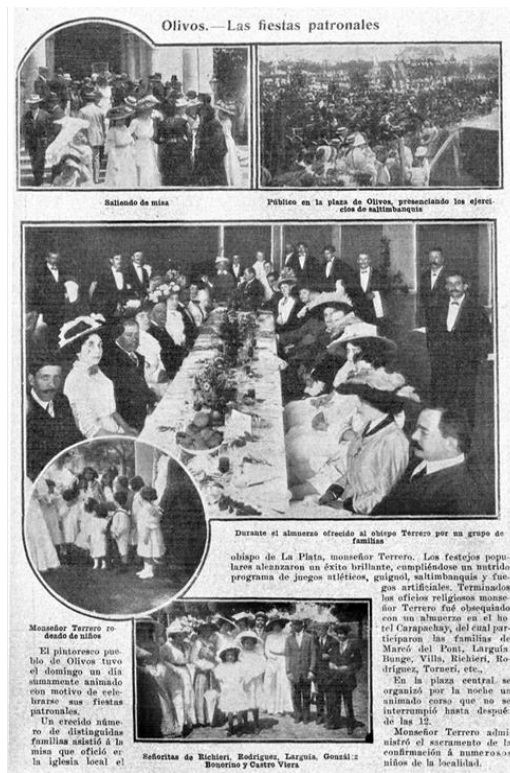 Olivos.—Las fiestas patronales
Saliendo de misa
Público en la plaza de Olivos, presenciando los ejerci-
cios de saltimbanquis
Durante el almuerzo ofrecido al obispo Terrero por un grupo de
familias
Monseñor Terrero ro-
deado de niños
El pintoresco pue-
blo de Olivos tuvo
el domingo un día
sumamente animado
con motivo de cele-
brarse sus fiestas
patronales.
Un crecido núme-
ro de distinguidas
familias asistió á la
misa que ofició en
la iglesia local el
obispo de La Plata, monseñor Terrero. Los festejos popu-
lares alcanzaron un éxito brillante, cumpliéndose un nutrido
programa de juegos atléticos, guignol, saltimbanquis y fue-
gos artificiales. Terminados
los oficios religiosos monse-
ñor Terrero fué obsequiado
con un almuerzo en el ho-
tel Carapachay, del cual par-
ticiparon las familias de
Marcó del Pont, Larguía
Bunge, Villa, Richieri, Ro-
dríguez, Torneri, etc.,
En la plaza central se
organizó por la noche un
animado corso que no se
interrumpió hasta después
de las 12.
Monseñor Terrero admi-
nistró el sacramento de la
confirmación á numerosos
niños de la localidad.
Señoritas de Richieri, Rodríguez, Larguía, González
Bonorino y Castro Viera